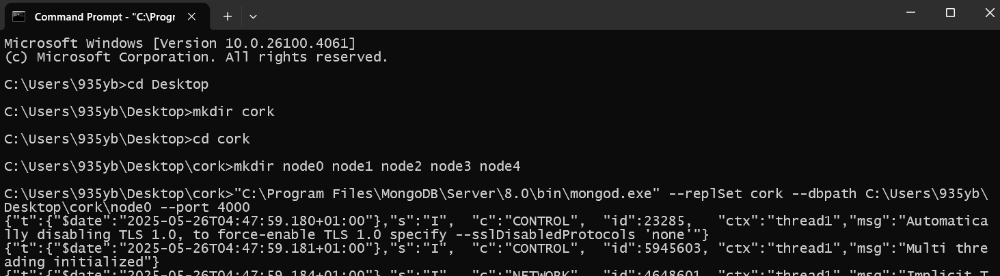 Command Prompt - "C:\Progr
Microsoft Windows [Version 10.0.26100.4061]
(c) Microsoft Corporation. All rights reserved.
C:\Users\935yb>cd Desktop
C:\Users\935yb\Desktop>mkdir cork
C:\Users\935yb\Desktop>cd cork
C:\Users\935yb\Desktop\cork>mkdir node0 node1 node2 node3 node4
C:\Users\935yb\Desktop\cork>"C:\Program Files\MongoDB\Server\8.0\bin\mongod.exe" --replSet cork --dbpath C:\Users\935yb\
Desktop\cork\node0 --port 4000
{"t":{"$date":"2025-05-26T04:47:59.180+01:00"},"s":"I",  "c":"CONTROL",  "id":23285,   "ctx":"thread1","msg":"Automatica
lly disabling TLS 1.0, to force-enable TLS 1.0 specify --sslDisabledProtocols 'none'"}
{"t":{"$date":"2025-05-26T04:47:59.181+01:00"},"s":"I",  "c":"CONTROL",  "id":5945603, "ctx":"thread1","msg":"Multi thre
ading initialized"}
{"t":{"$date":"2025-05-26T04:47:59.184+01:00"},"s":"I",  "c":"NETWORK",  "id":4648601, "ctx":"thread1","msg":"Implicit T